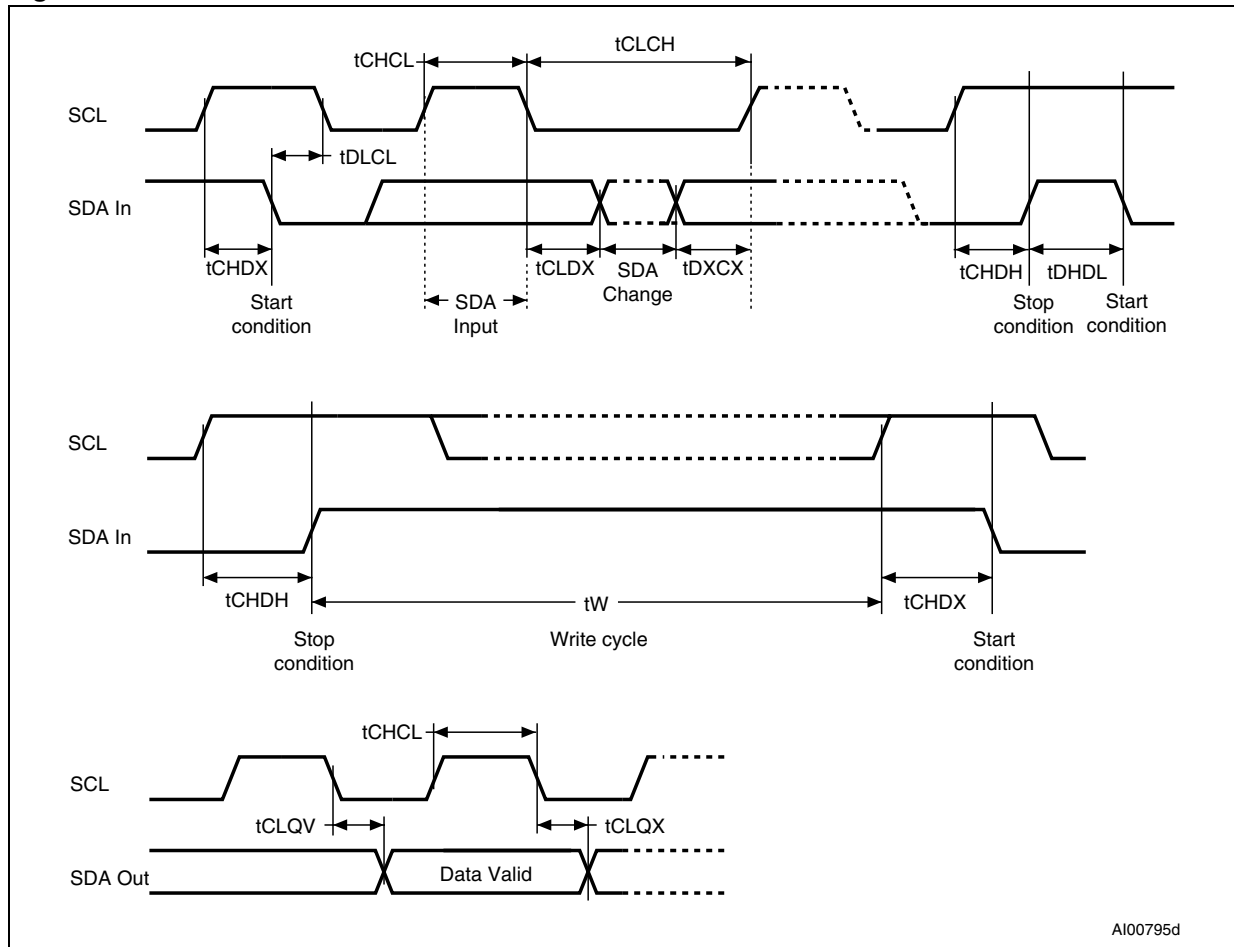 tCHCL
tCLCH
SCL
tDLCL
SDA In
tCHDX
tCLDX
SDA
Change
tDXCX
tCHDH
tDHDL
Start
condition
SDA
Input
Stop
condition
Start
condition
SCL
SDA In
tCHDH
tW
tCHDX
Stop
condition
Write cycle
Start
condition
tCHCL
SCL
tCLQV
tCLQX
SDA Out
Data Valid
AI00795d